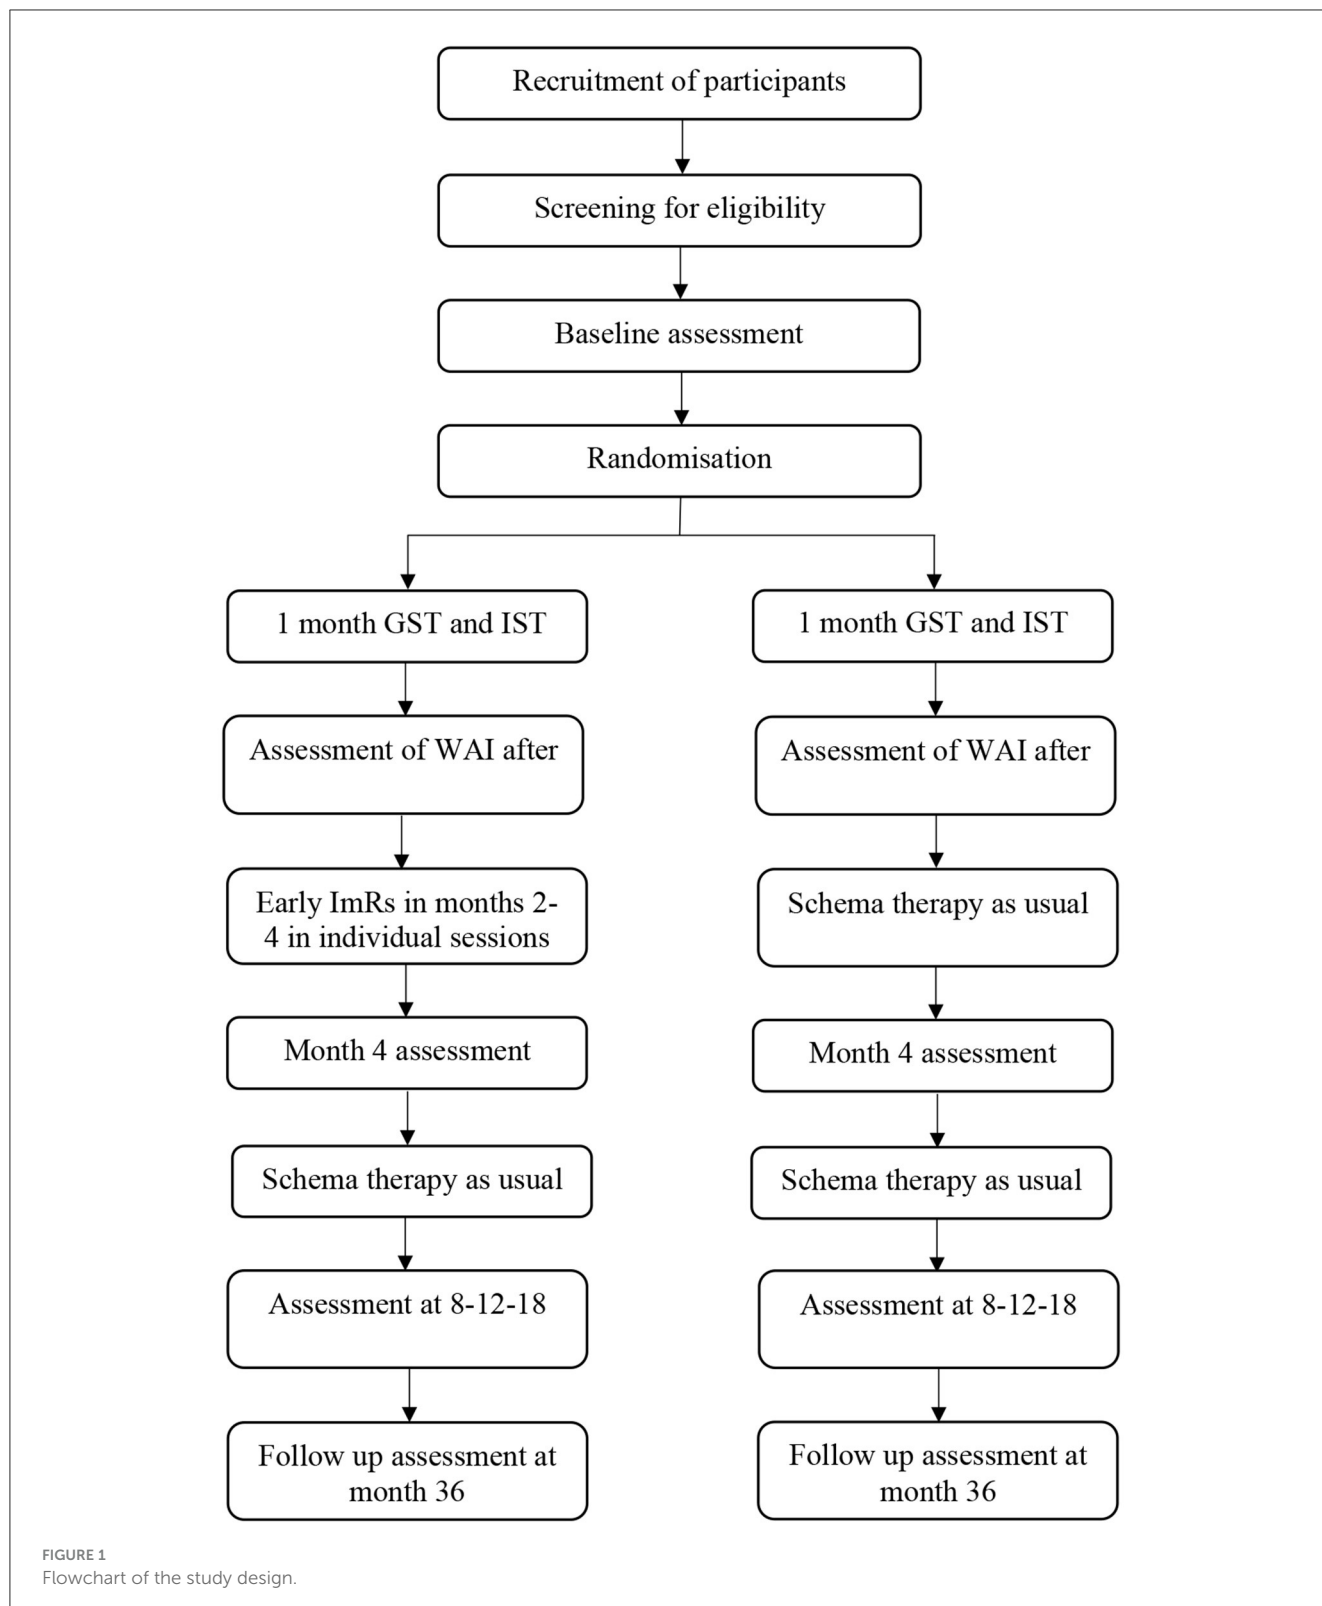 Recruitment of participants
Screening for eligibility
Baseline assessment
Randomisation
1 month GST and IST
Assessment of WAI after
Early ImRs in months 2-
4 in individual sessions
Month 4 assessment
Schema therapy as usual
Assessment at 8-12-18
Follow up assessment at
month 36
1 month GST and IST
Assessment of WAI after
Schema therapy as usual
Month 4 assessment
Schema therapy as usual
Assessment at 8-12-18
Follow up assessment at
month 36
FIGURE 1
Flowchart of the study design.